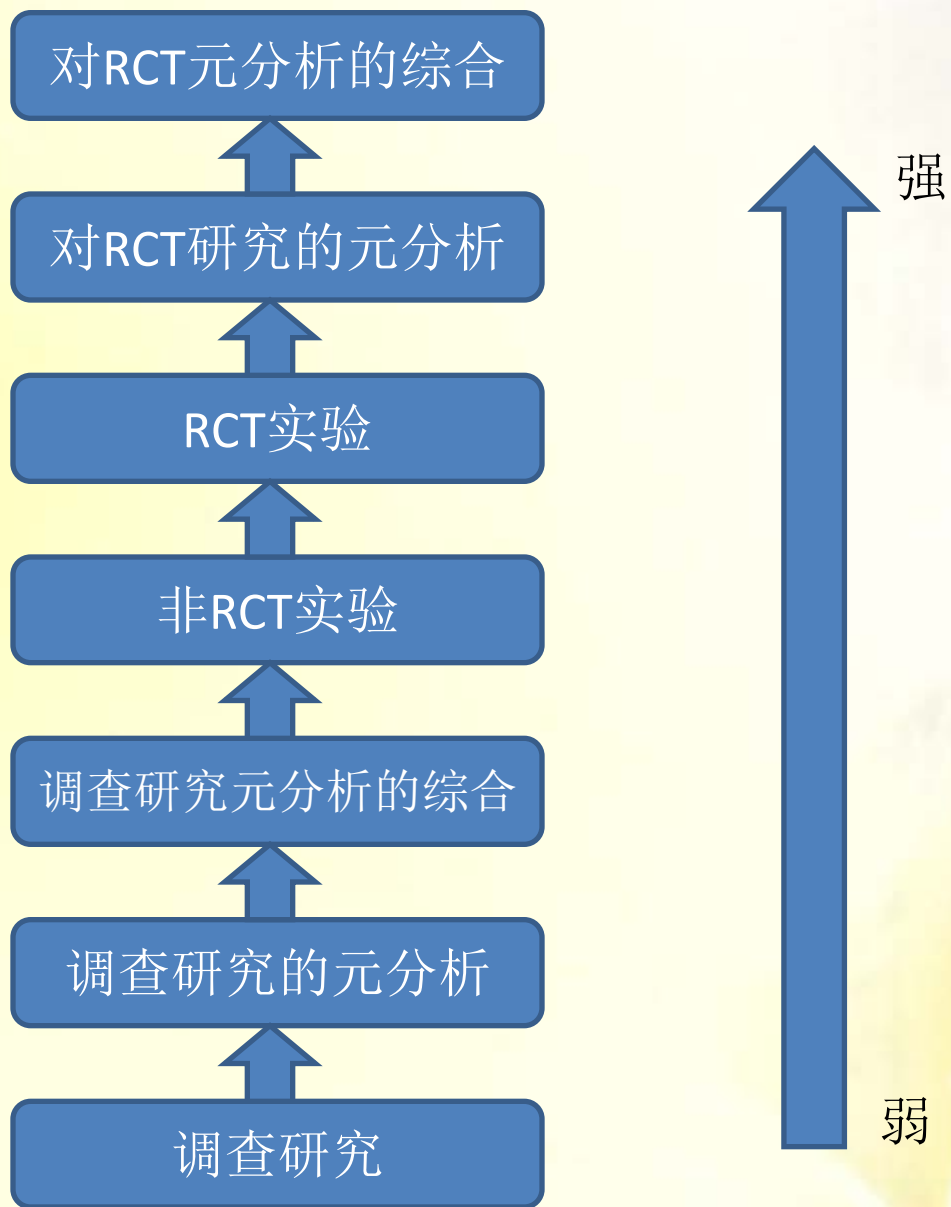 对RCT元分析的综合
强
对RCT研究的元分析
RCT实验
非RCT实验
调查研究元分析的综合
调查研究的元分析
弱
调查研究